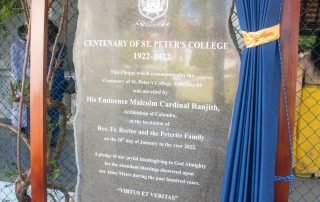 CENTENARY OF ST. PETER'S COLLEGE
1922-2022
This Plaque which commemorates the
Centenary of St. Peter's College, Colombo 04
was unveiled by
His Eminence Malcolm Cardinal Ranjith,
Archbishop of Colombo,
at the invitation of
Rev. Fr. Rector and the Peterite Family
on the 18th day of January in the year 2022
A pledge of our joyful thanksgiving to God Almighty
for the abundant blessings showered upon
our Alma Mater during the past hundred years.
"VIRTUS ET VERITAS"